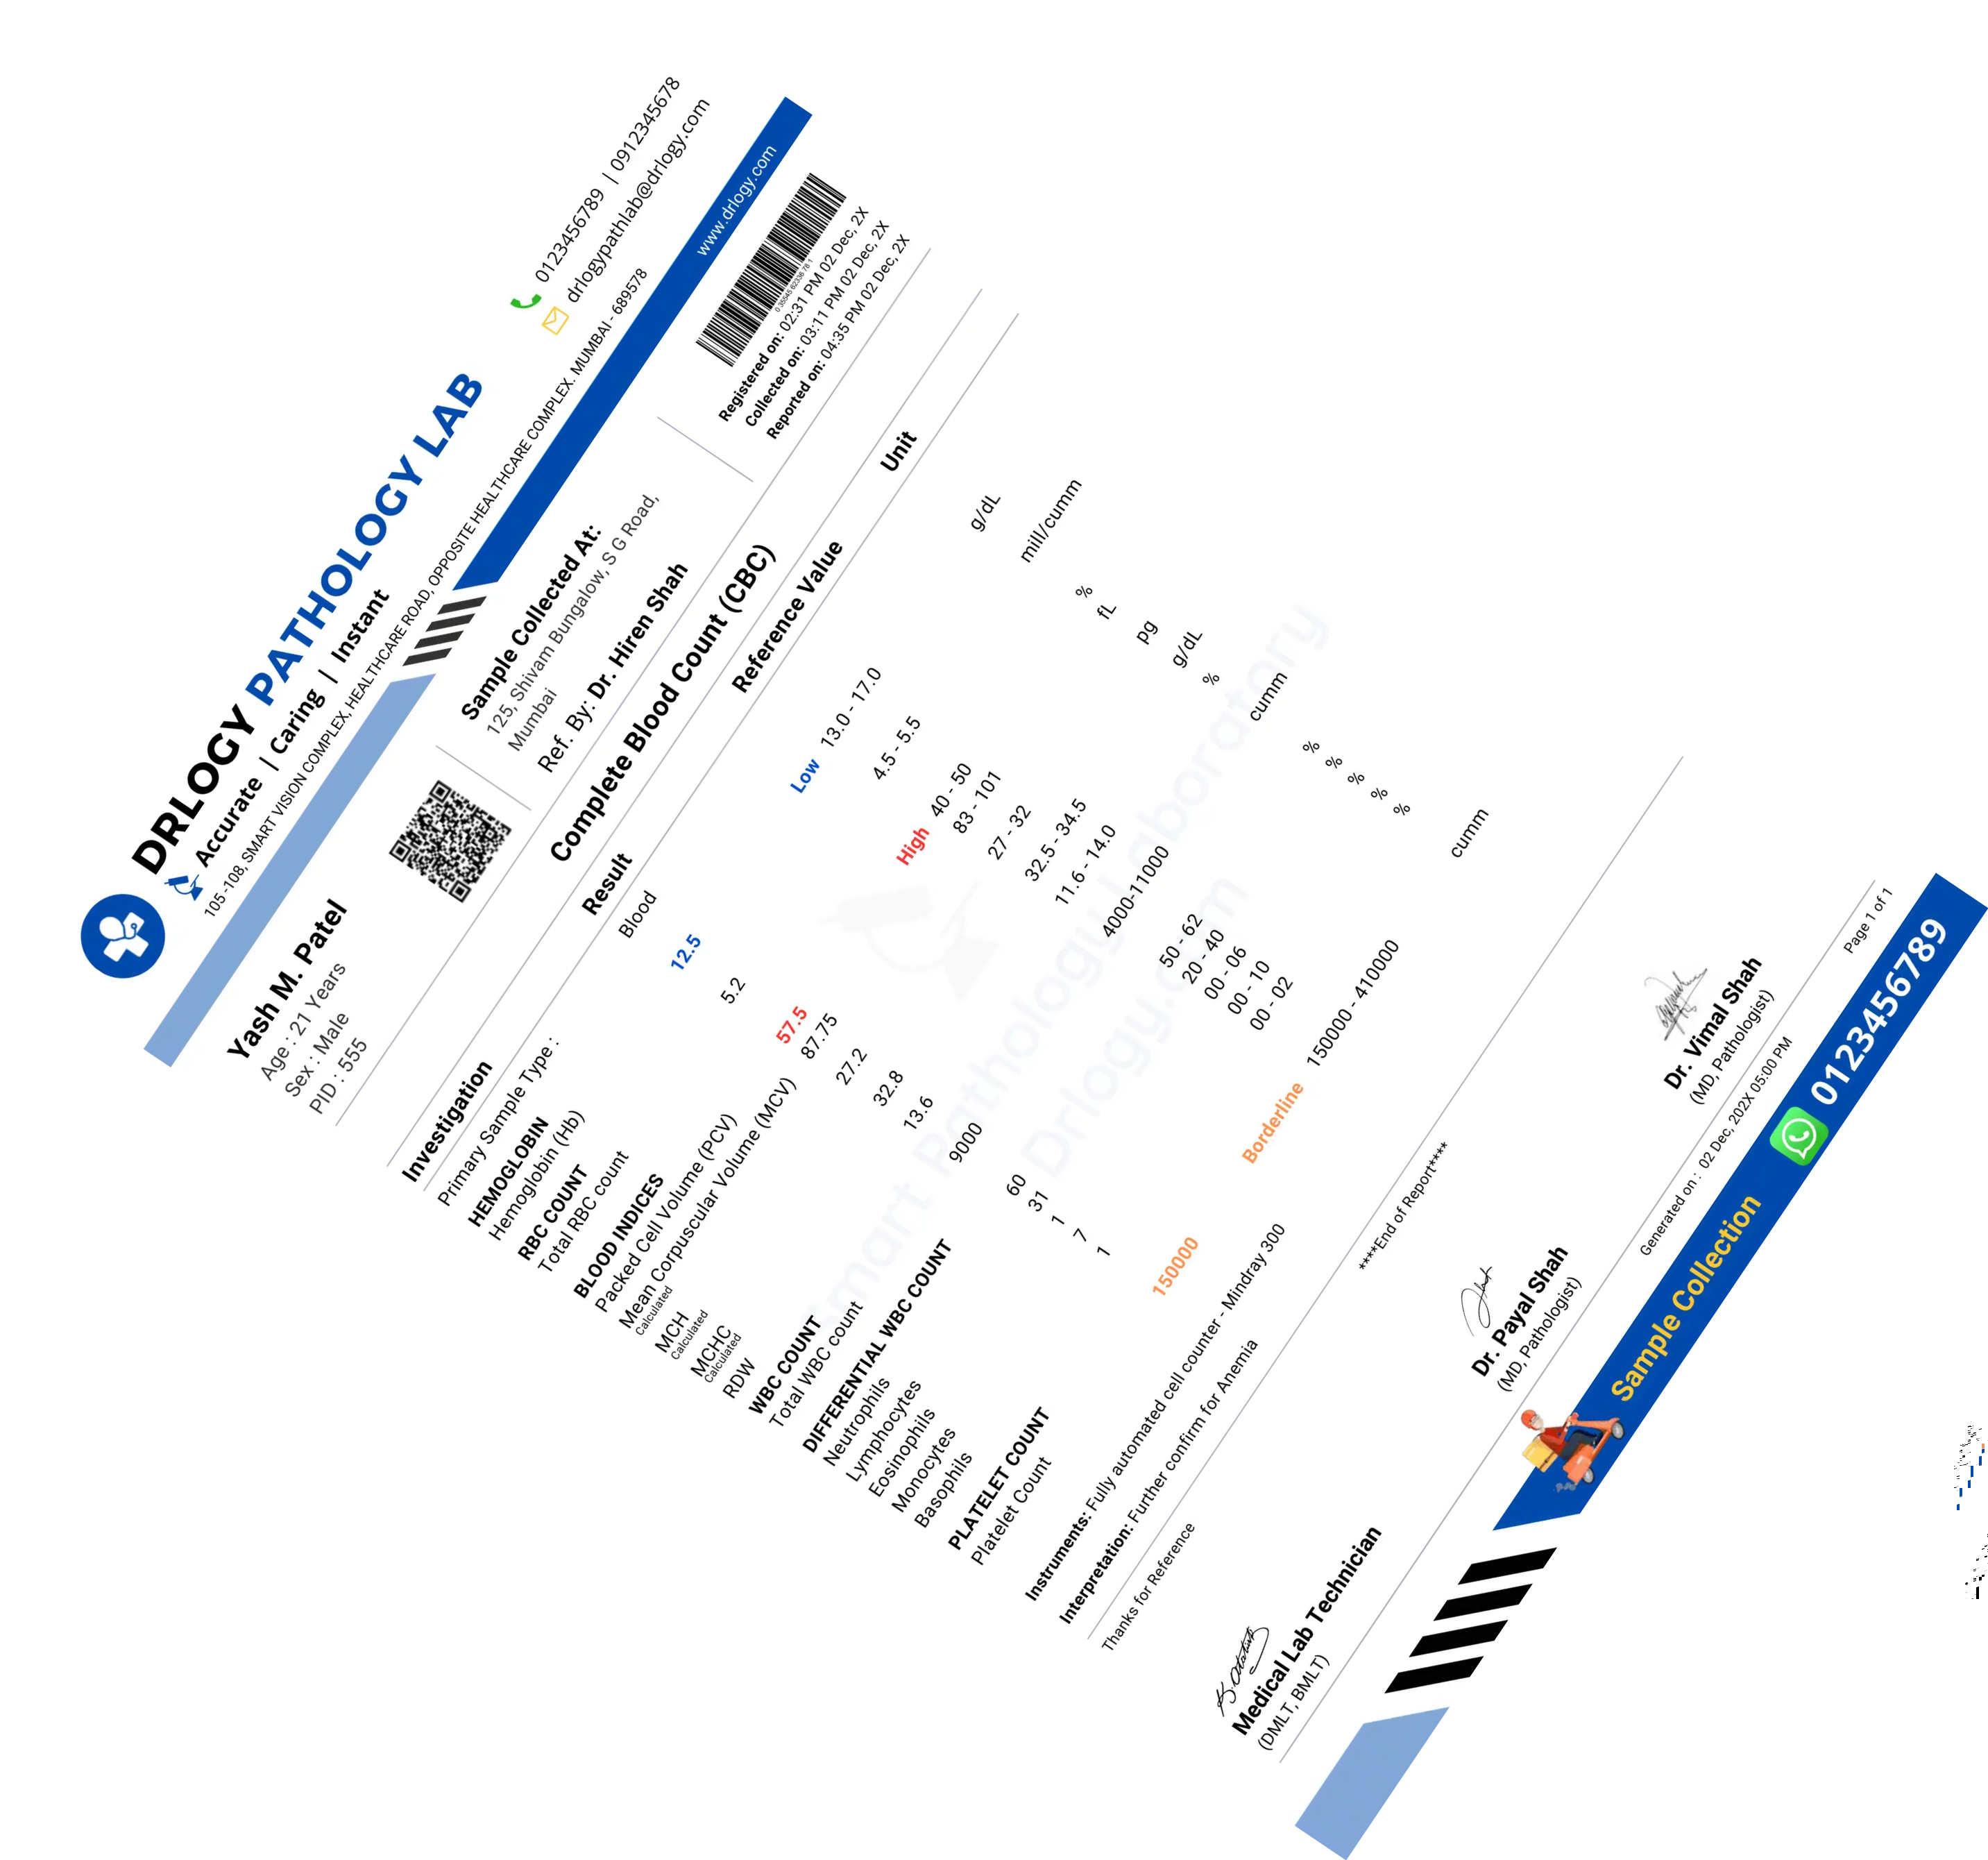 DRLOGY PATHOLOGY LAB
Accurate | Caring | Instant
0123456789 | 0912345678
drlogypathlab@drlogy.com
105 -108, SMART VISION COMPLEX, HEALTHCARE ROAD, OPPOSITE HEALTHCARE COMPLEX. MUMBAI - 689578
www.drlogy.com
Yash M. Patel
Age : 21 Years
Sex : Male
PID : 555
Sample Collected At:
125, Shivam Bungalow, S G Road,
Mumbai
Ref. By: Dr. Hiren Shah
Registered on: 02:31 PM 02 Dec, 2X
Collected on: 03:11 PM 02 Dec, 2X
Reported on: 04:35 PM 02 Dec, 2X
Complete Blood Count (CBC)
Investigation Result Reference Value Unit
Primary Sample Type : Blood
HEMOGLOBIN
Hemoglobin (Hb) 12.5 Low 13.0 - 17.0 g/dL
RBC COUNT
Total RBC count 5.2 4.5 - 5.5 mill/cumm
BLOOD INDICES
Packed Cell Volume (PCV) 57.5 High 40 - 50 %
Mean Corpuscular Volume (MCV) 87.75 83 - 101 fL
Calculated
MCH 27.2 27 - 32 pg
Calculated
MCHC 32.8 32.5 - 34.5 g/dL
Calculated
RDW 13.6 11.6 - 14.0 %
WBC COUNT
Total WBC count 9000 4000-11000 cumm
DIFFERENTIAL WBC COUNT
Neutrophils 60 50 - 62 %
Lymphocytes 31 20 - 40 %
Eosinophils 1 00 - 06 %
Monocytes 7 00 - 10 %
Basophils 1 00 - 02 %
PLATELET COUNT
Platelet Count 150000 Borderline 150000 - 410000 cumm
Smart Pathology Laboratory
Drlogy.com
Instruments: Fully automated cell counter - Mindray 300
Interpretation: Further confirm for Anemia
Thanks for Reference
****End of Report****
Medical Lab Technician
(DMLT, BMLT)
Dr. Payal Shah
(MD, Pathologist)
Dr. Vimal Shah
(MD, Pathologist)
Generated on : 02 Dec, 202X 05:00 PM
Page 1 of 1
Sample Collection
0123456789